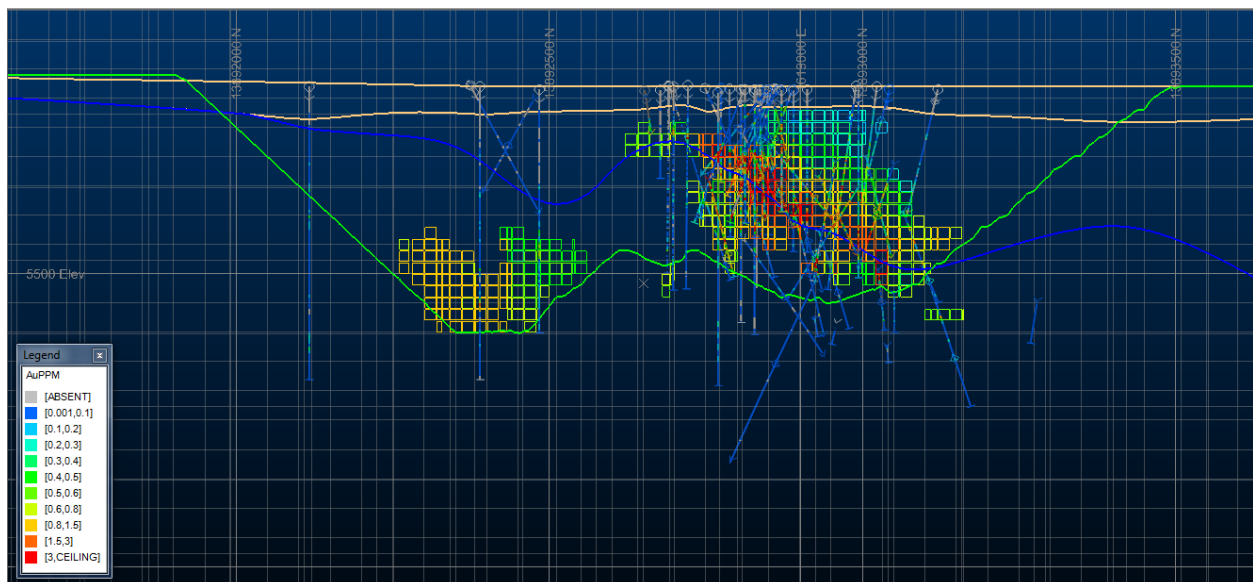 13892000 N
13892500 N
619000 E
13893000 N
13893500 N
5500 Elev
Legend
x
AuPPM
[ABSENT]
[0.001,0.1]
[0.1,0.2]
[0.2,0.3]
[0.3,0.4]
[0.4,0.5]
[0.5,0.6]
[0.6,0.8]
[0.8,1.5]
[1.5,3]
[3,CEILING]